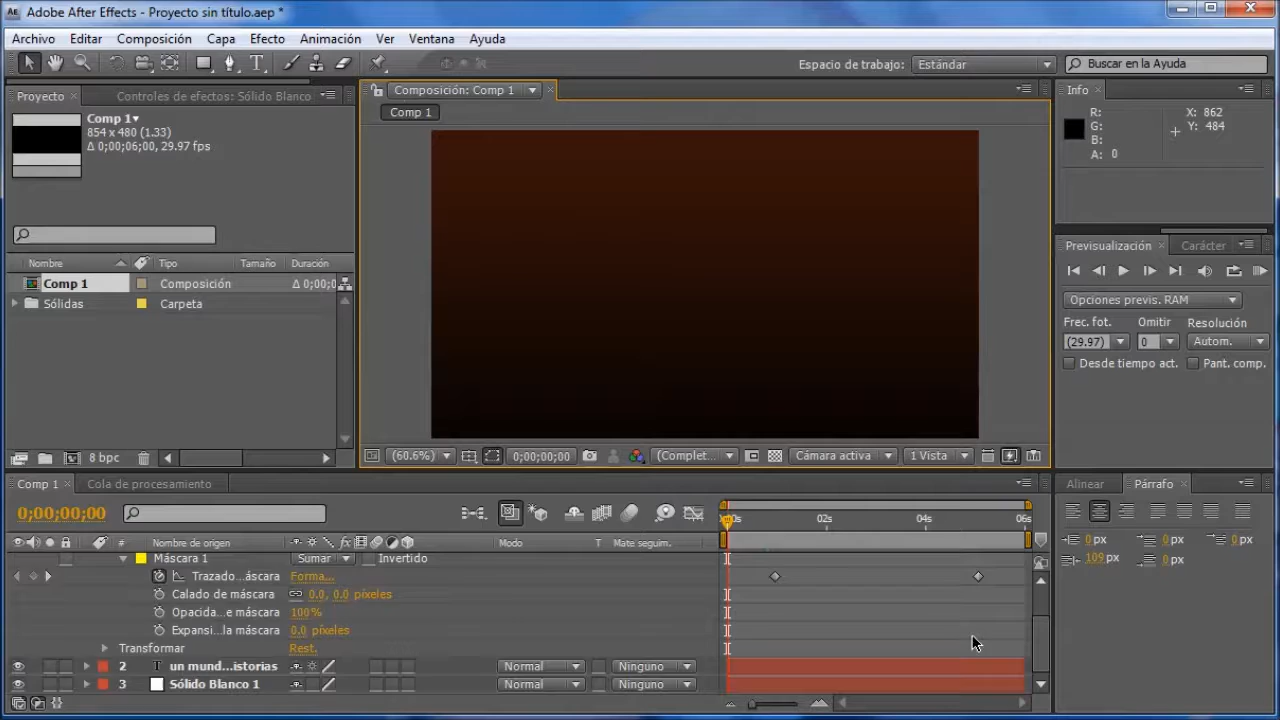 Adobe After Effects - Proyecto sin título.aep *
Archivo Editar Composición Capa Efecto Animación Ver Ventana Ayuda
Espacio de trabajo: Estándar Buscar en la Ayuda
Proyecto Controles de efectos: Sólido Blanco
Composición: Comp 1
Info
Comp 1
Comp 1
854 x 480 (1.33)
Δ 0;00;06;00, 29.97 fps
R: X: 862
G: Y: 484
B:
A: 0
Previsualización Carácter
Nombre Tipo Tamaño Duración
Comp 1 Composición Δ 0;00;0
Sólidas Carpeta
Opciones previs. RAM
Frec. fot. Omitir Resolución
(29.97) 0 Autom.
Desde tiempo act. Pant. comp.
8 bpc
(60.6%) 0;00;00;00 (Complet... Cámara activa 1 Vista
Comp 1 Cola de procesamiento
Alinear Párrafo
0;00;00;00
02s 04s 06s
# Nombre de origen Modo T Mate seguim.
0 px 0 px 0 px
109 px 0 px
Máscara 1 Sumar Invertido
Trazado...áscara Forma...
Calado de máscara 0.0, 0.0 píxeles
Opacida...e máscara 100%
Expansi...la máscara 0.0 píxeles
Transformar Rest.
2 T un mund...istorias Normal Ninguno
3 Sólido Blanco 1 Normal Ninguno